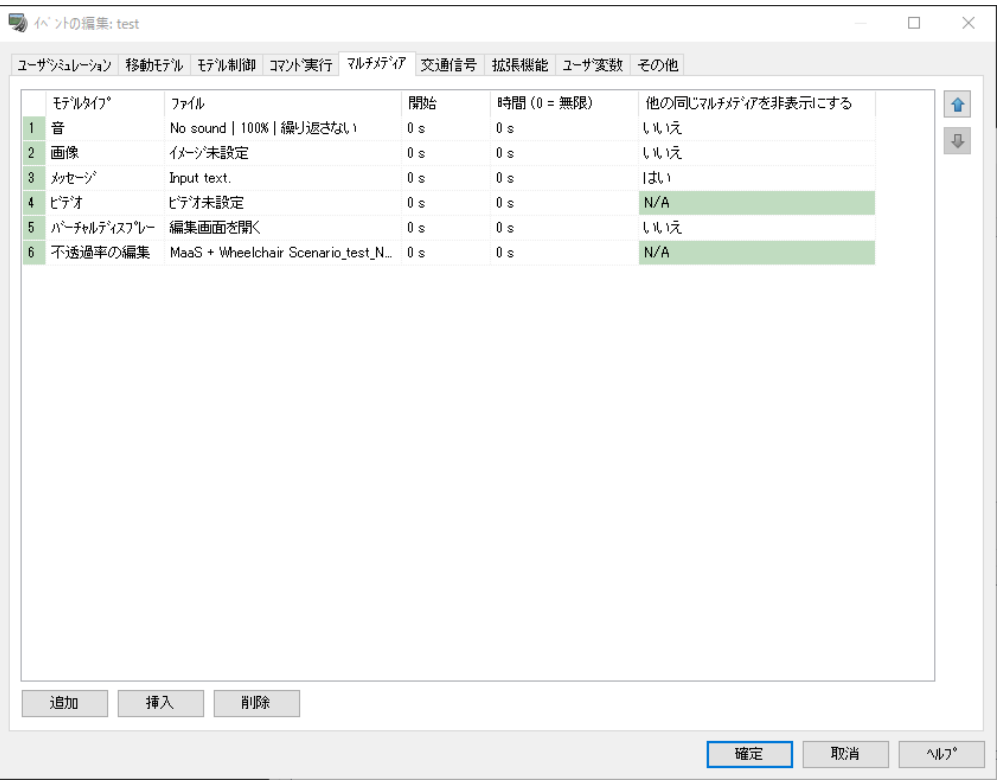 ｲﾍﾞﾝﾄの編集: test
ﾕｰｻﾞｼﾐｭﾚｰｼｮﾝ 移動ﾓﾃﾞﾙ ﾓﾃﾞﾙ制御 ｺﾏﾝﾄﾞ実行 ﾏﾙﾁﾒﾃﾞｨｱ 交通信号 拡張機能 ﾕｰｻﾞ変数 その他
ﾓﾃﾞﾙﾀｲﾌﾟ ﾌｧｲﾙ 開始 時間 (0 = 無限) 他の同じﾏﾙﾁﾒﾃﾞｨｱを非表示にする
1 音 No sound | 100% | 繰り返さない 0 s 0 s いいえ
2 画像 ｲﾒｰｼﾞ未設定 0 s 0 s いいえ
3 ﾒｯｾｰｼﾞ Input text. 0 s 0 s はい
4 ﾋﾞﾃﾞｵ ﾋﾞﾃﾞｵ未設定 0 s 0 s N/A
5 ﾊﾞｰﾁｬﾙﾃﾞｨｽﾌﾟﾚｰ 編集画面を開く 0 s 0 s いいえ
6 不透過率の編集 MaaS + Wheelchair Scenario_test_N... 0 s 0 s N/A
追加 挿入 削除
確定 取消 ﾍﾙﾌﾟ